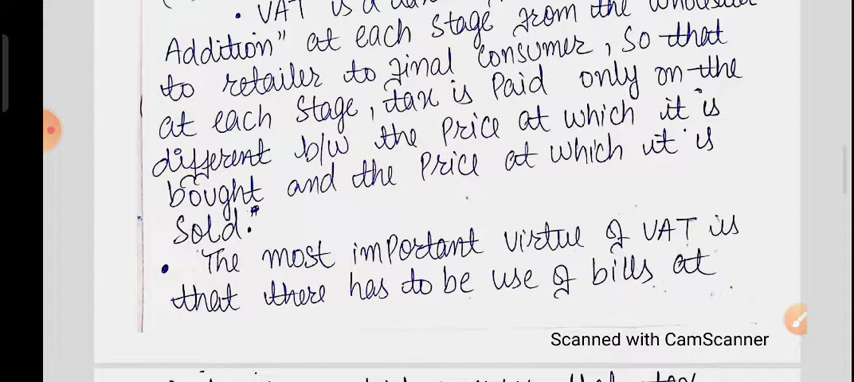 • VAT is a
Addition" at each stage from the wholesaler
to retailer to final consumer, so that
at each stage, tax is Paid only on the
different b/w the Price at which it is
bought and the Price at which it is
Sold."
• The most important virtue of VAT is
that there has to be use of bills at
Scanned with CamScanner